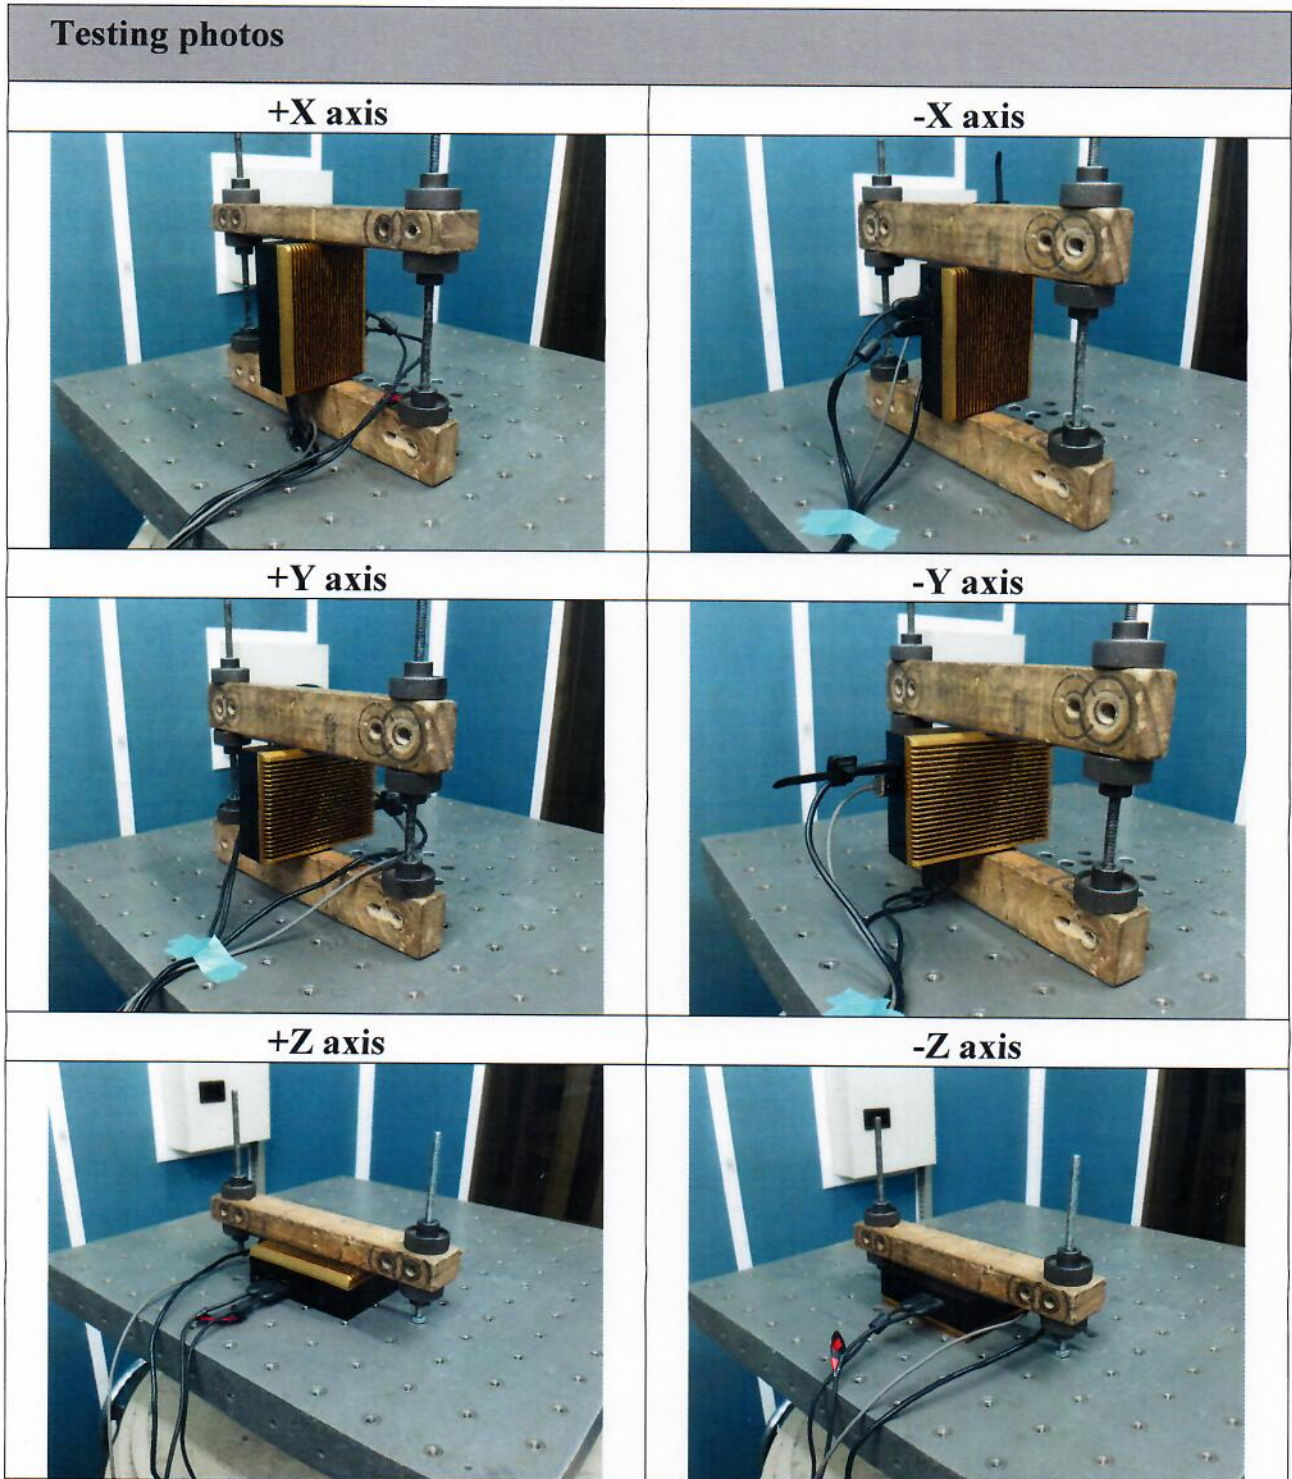 Testing photos
+X axis
-X axis
+Y axis
-Y axis
+Z axis
-Z axis